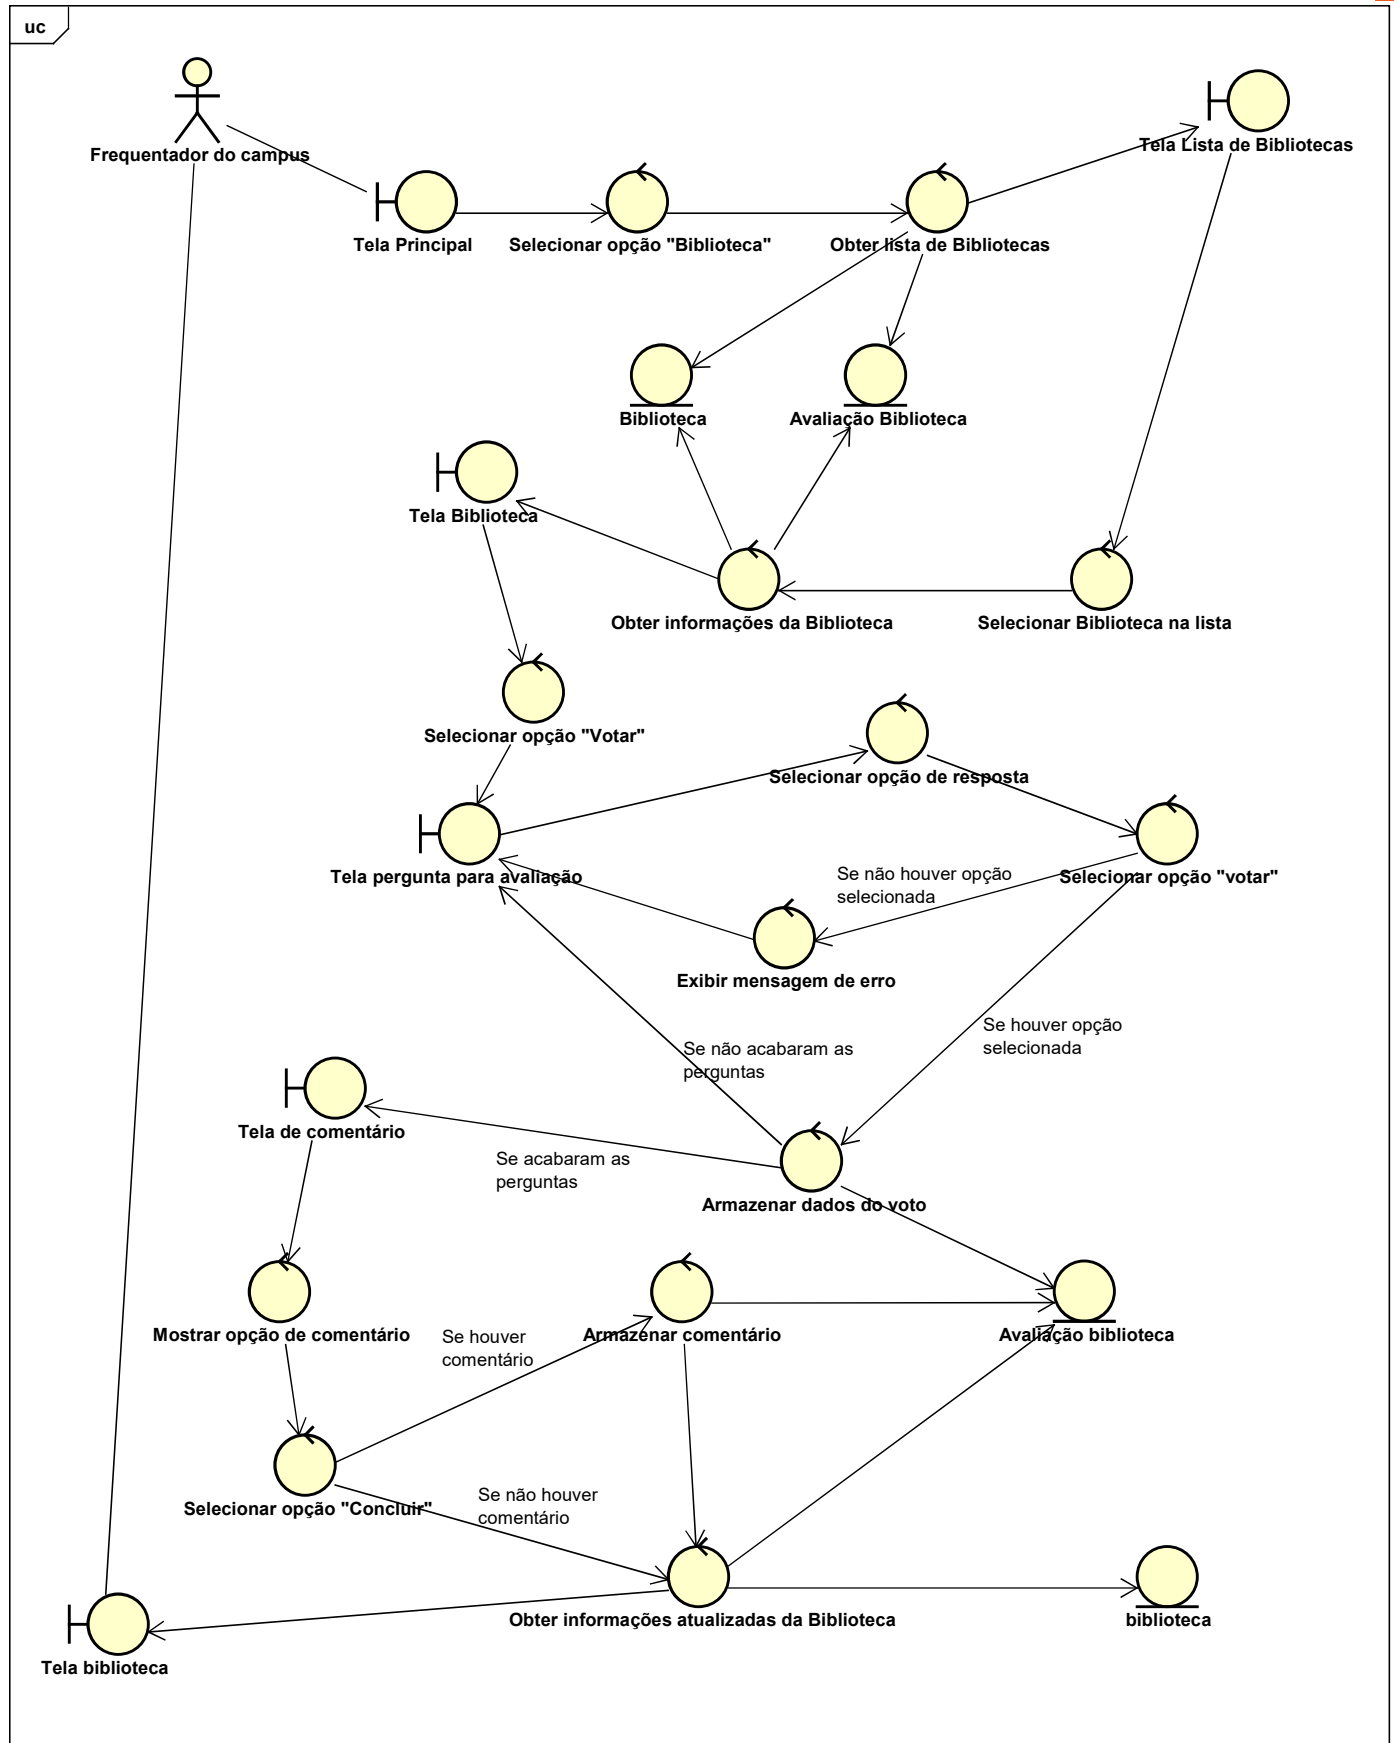 uc
Frequentador do campus
Tela Lista de Bibliotecas
Tela Principal
Selecionar opção "Biblioteca"
Obter lista de Bibliotecas
Biblioteca
Avaliação Biblioteca
Tela Biblioteca
Obter informações da Biblioteca
Selecionar Biblioteca na lista
Selecionar opção "Votar"
Selecionar opção de resposta
Tela pergunta para avaliação
Se não houver opção
selecionada
Selecionar opção "votar"
Exibir mensagem de erro
Se houver opção
selecionada
Se não acabaram as
perguntas
Tela de comentário
Se acabaram as
perguntas
Armazenar dados do voto
Mostrar opção de comentário
Se houver
comentário
Armazenar comentário
Avaliação biblioteca
Selecionar opção "Concluir"
Se não houver
comentário
Obter informações atualizadas da Biblioteca
biblioteca
Tela biblioteca